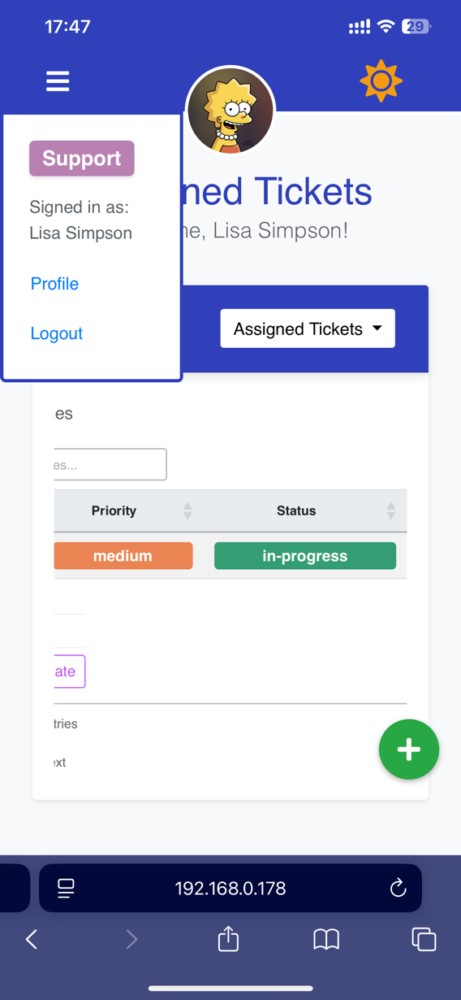 17:47
29
Support
Signed in as:
Lisa Simpson
Profile
Logout
ned Tickets
ne, Lisa Simpson!
Assigned Tickets
es
es...
Priority
Status
medium
in-progress
ate
tries
ext
192.168.0.178